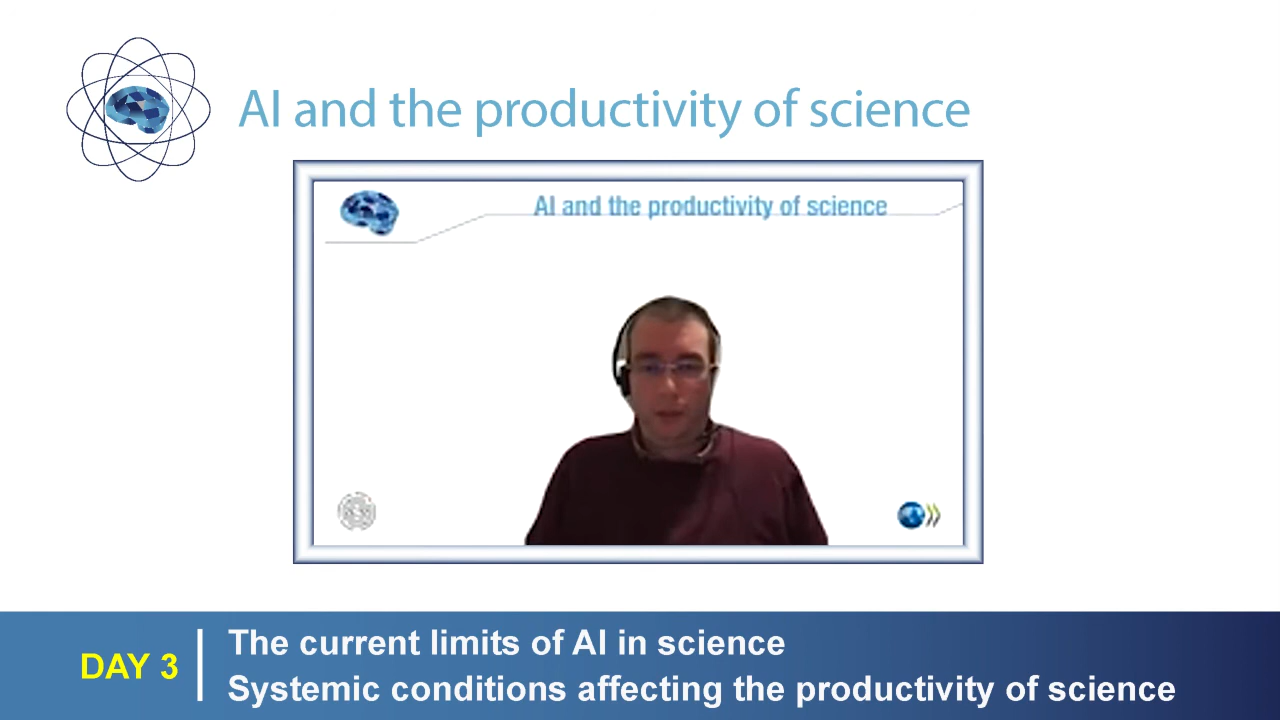 AI and the productivity of science
AI and the productivity of science
DAY 3
The current limits of AI in science
Systemic conditions affecting the productivity of science